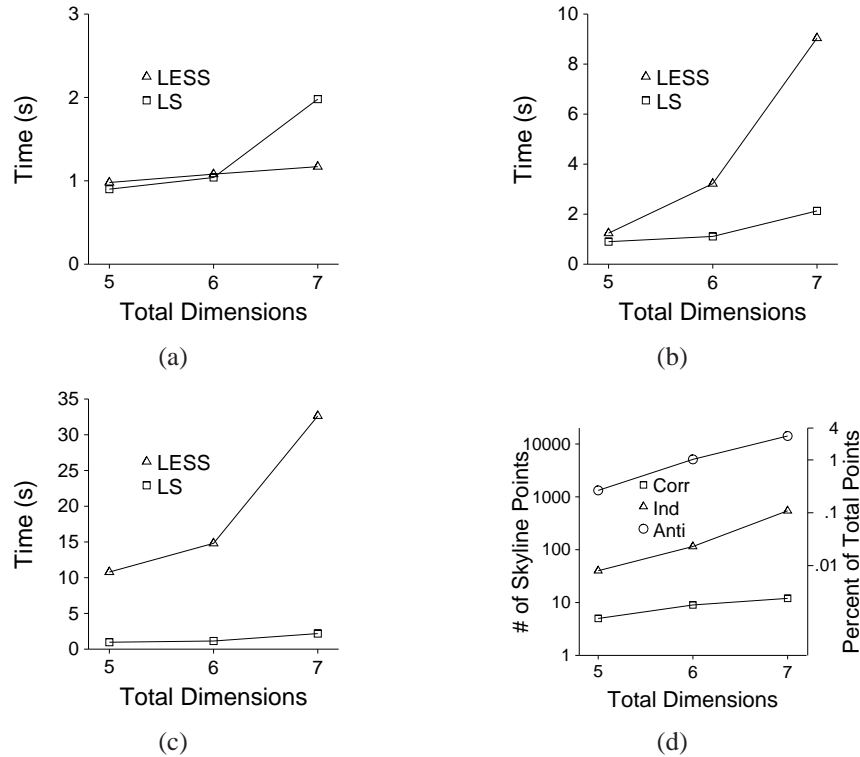 3
2
1
0
Time (s)
LESS
LS
5 6 7
Total Dimensions
(a)
10
8
6
4
2
0
Time (s)
LESS
LS
5 6 7
Total Dimensions
(b)
35
30
25
20
15
10
5
0
Time (s)
LESS
LS
5 6 7
Total Dimensions
(c)
10000
1000
100
10
1
# of Skyline Points
Corr
Ind
Anti
4
1.
.1
.01
Percent of Total Points
5 6 7
Total Dimensions
(d)